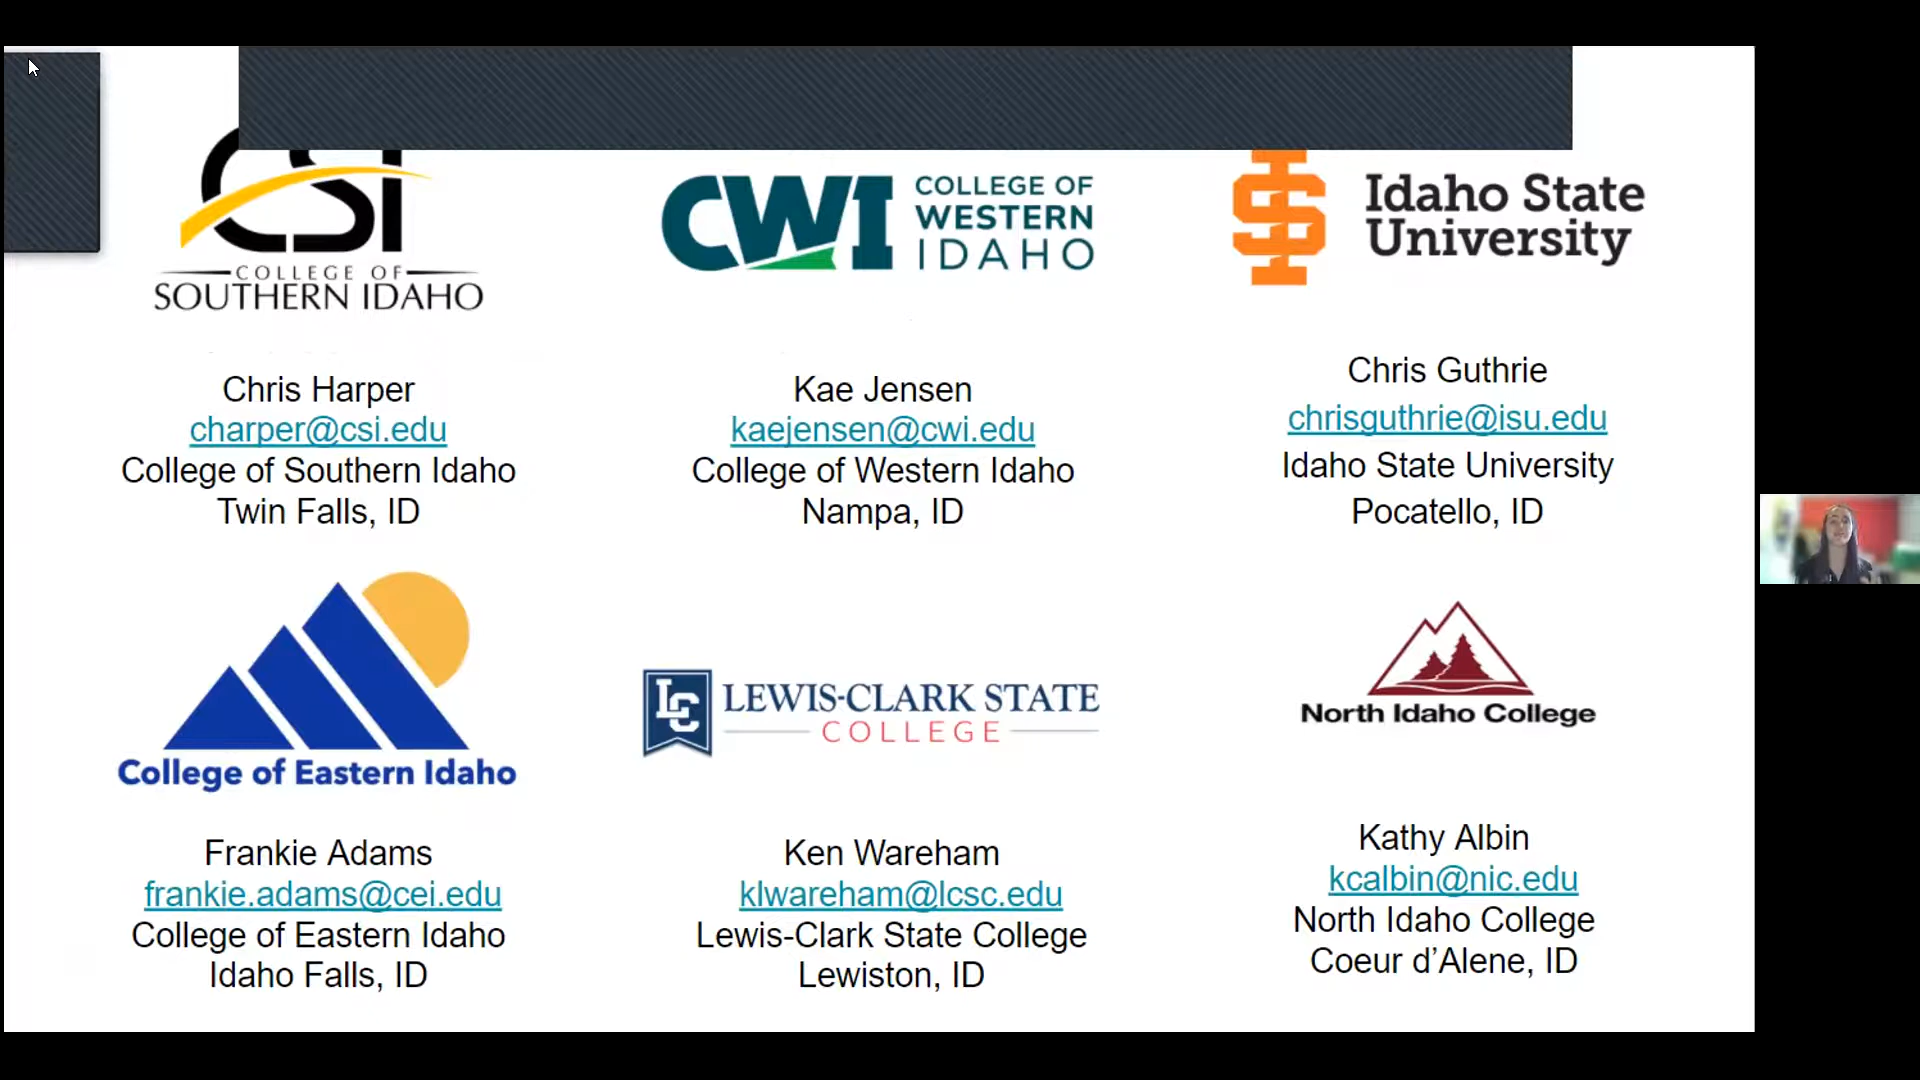 CSI
COLLEGE OF
SOUTHERN IDAHO
Chris Harper
charper@csi.edu
College of Southern Idaho
Twin Falls, ID
CWI
COLLEGE OF
WESTERN
IDAHO
Kae Jensen
kaejensen@cwi.edu
College of Western Idaho
Nampa, ID
IS
Idaho State
University
Chris Guthrie
chrisguthrie@isu.edu
Idaho State University
Pocatello, ID
College of Eastern Idaho
Frankie Adams
frankie.adams@cei.edu
College of Eastern Idaho
Idaho Falls, ID
LC
LEWIS-CLARK STATE
COLLEGE
Ken Wareham
klwareham@lcsc.edu
Lewis-Clark State College
Lewiston, ID
North Idaho College
Kathy Albin
kcalbin@nic.edu
North Idaho College
Coeur d’Alene, ID